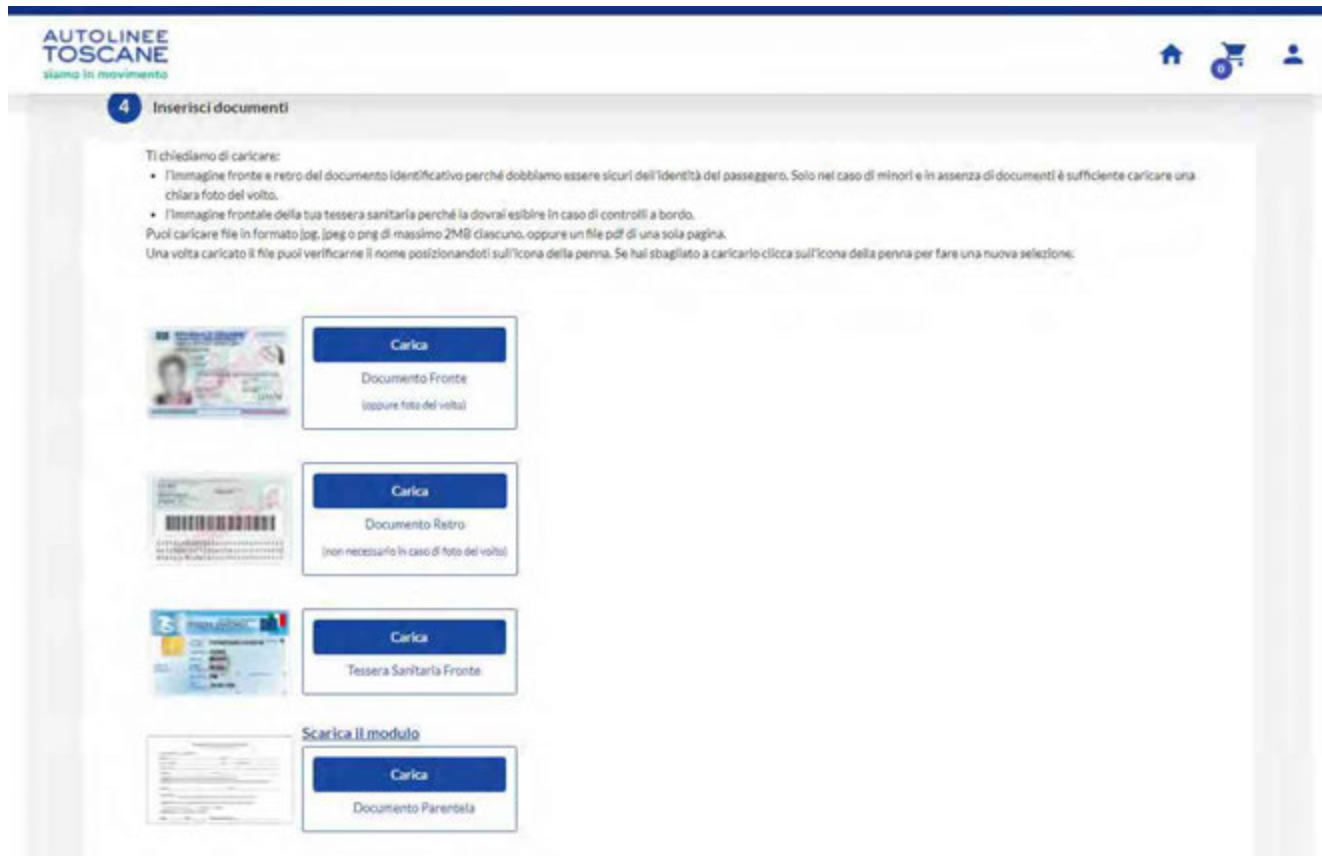 AUTOLINEE
TOSCANE
siamo in movimento
0
4 Inserisci documenti
Ti chiediamo di caricare:
• l'immagine fronte e retro del documento identificativo perché dobbiamo essere sicuri dell'identità del passeggero. Solo nel caso di minori e in assenza di documenti è sufficiente caricare una
chiara foto del volto.
• l'immagine frontale della tua tessera sanitaria perché la dovrai esibire in caso di controlli a bordo.
Puoi caricare file in formato jpg, jpeg o png di massimo 2MB ciascuno, oppure un file pdf di una sola pagina.
Una volta caricato il file puoi verificarne il nome posizionandoti sull'icona della penna. Se hai sbagliato a caricarlo clicca sull'icona della penna per fare una nuova selezione.
Carica
Documento Fronte
(oppure foto del volto)
Carica
Documento Retro
(non necessario in caso di foto del volto)
Carica
Tessera Sanitaria Fronte
Scarica il modulo
Carica
Documento Parentela